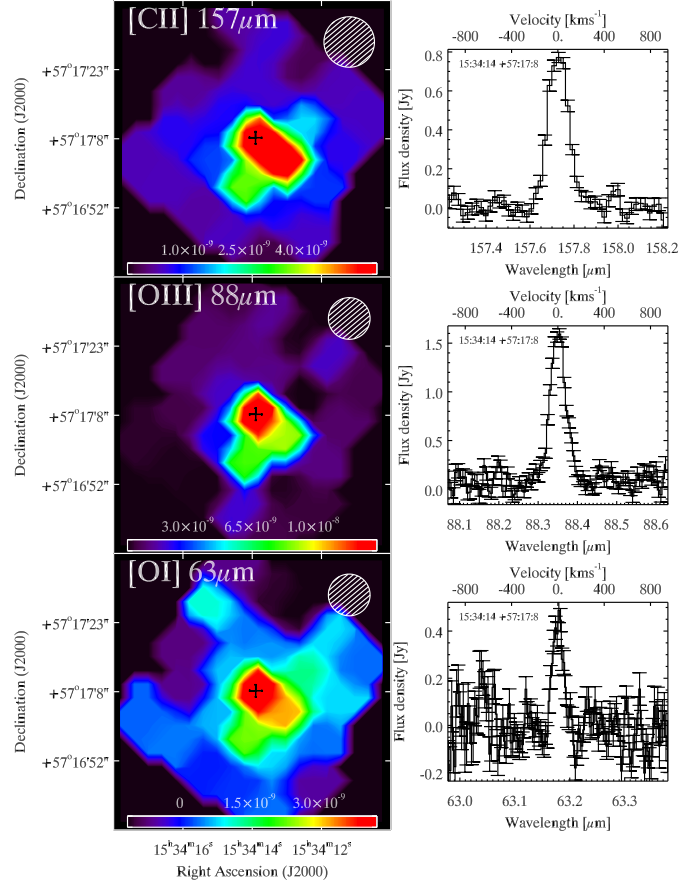 [CII] 157μm
Declination (J2000)
+57°17'23"
+57°17'8"
+57°16'52"
1.0×10⁻⁹ 2.5×10⁻⁹ 4.0×10⁻⁹
Velocity [kms⁻¹]
-800 -400 0 400 800
15:34:14 +57:17:8
Flux density [Jy]
0.8
0.6
0.4
0.2
0.0
157.4 157.6 157.8 158.0 158.2
Wavelength [μm]
[OIII] 88μm
Declination (J2000)
+57°17'23"
+57°17'8"
+57°16'52"
3.0×10⁻⁹ 6.5×10⁻⁹ 1.0×10⁻⁸
Velocity [kms⁻¹]
-800 -400 0 400 800
15:34:14 +57:17:8
Flux density [Jy]
1.5
1.0
0.5
0.0
88.1 88.2 88.3 88.4 88.5 88.6
Wavelength [μm]
[OI] 63μm
Declination (J2000)
+57°17'23"
+57°17'8"
+57°16'52"
0 1.5×10⁻⁹ 3.0×10⁻⁹
15ʰ34ᵐ16ˢ 15ʰ34ᵐ14ˢ 15ʰ34ᵐ12ˢ
Right Ascension (J2000)
Velocity [kms⁻¹]
-800 -400 0 400 800
15:34:14 +57:17:8
Flux density [Jy]
0.4
0.2
0.0
-0.2
63.0 63.1 63.2 63.3
Wavelength [μm]